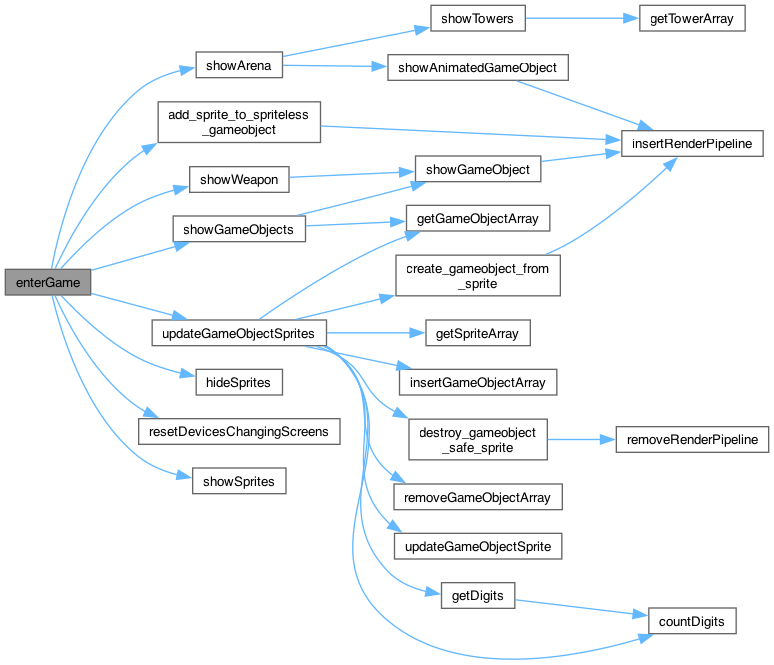 showTowers
getTowerArray
showArena
showAnimatedGameObject
add_sprite_to_spriteless
_gameobject
insertRenderPipeline
showWeapon
showGameObject
showGameObjects
getGameObjectArray
enterGame
create_gameobject_from
_sprite
updateGameObjectSprites
getSpriteArray
hideSprites
insertGameObjectArray
resetDevicesChangingScreens
destroy_gameobject
_safe_sprite
removeRenderPipeline
showSprites
removeGameObjectArray
updateGameObjectSprite
getDigits
countDigits